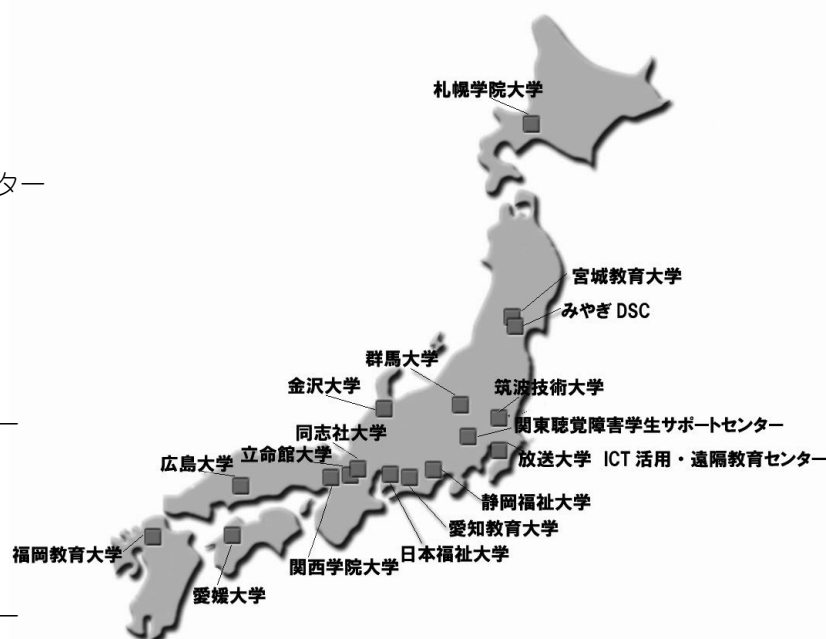 札幌学院大学
ター
宮城教育大学
みやぎ DSC
群馬大学
金沢大学
筑波技術大学
関東聴覚障害学生サポートセンター
同志社大学
立命館大学
広島大学
放送大学 ICT 活用・遠隔教育センター
静岡福祉大学
愛知教育大学
福岡教育大学
日本福祉大学
関西学院大学
愛媛大学